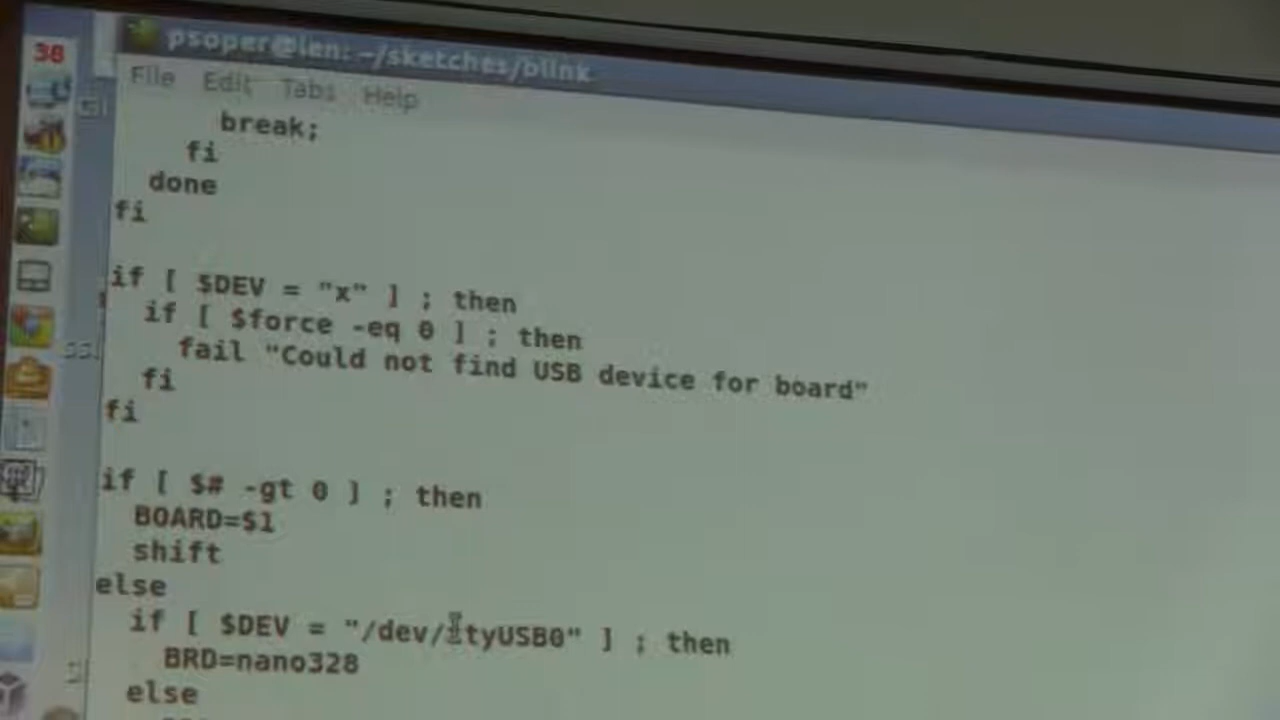 38
psoper@len: ~/sketches/blink
File Edit Tabs Help
break;
fi
done
fi
if [ $DEV = "x" ] ; then
if [ $force -eq 0 ] ; then
fail "Could not find USB device for board"
fi
fi
if [ $# -gt 0 ] ; then
BOARD=$1
shift
else
if [ $DEV = "/dev/ttyUSB0" ] ; then
BRD=nano328
else